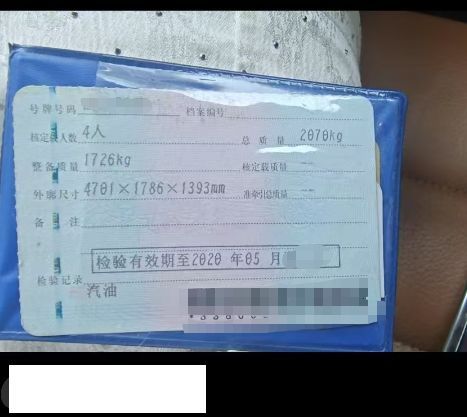 号牌号码 档案编号
核定载人数 4人 总质量 2070kg
整备质量 1726kg 核定载质量 --
外廓尺寸 4701×1786×1393mm 准牵引总质量 --
备注
检验有效期至2020 年05 月
检验记录
汽油